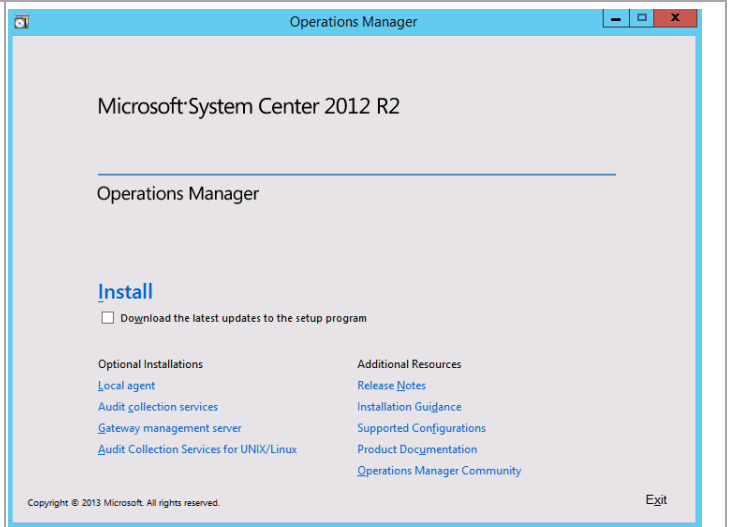 Operations Manager
Microsoft System Center 2012 R2
Operations Manager
Install
Download the latest updates to the setup program
Optional Installations
Local agent
Audit collection services
Gateway management server
Audit Collection Services for UNIX/Linux
Additional Resources
Release Notes
Installation Guidance
Supported Configurations
Product Documentation
Operations Manager Community
Copyright © 2013 Microsoft. All rights reserved.
Exit